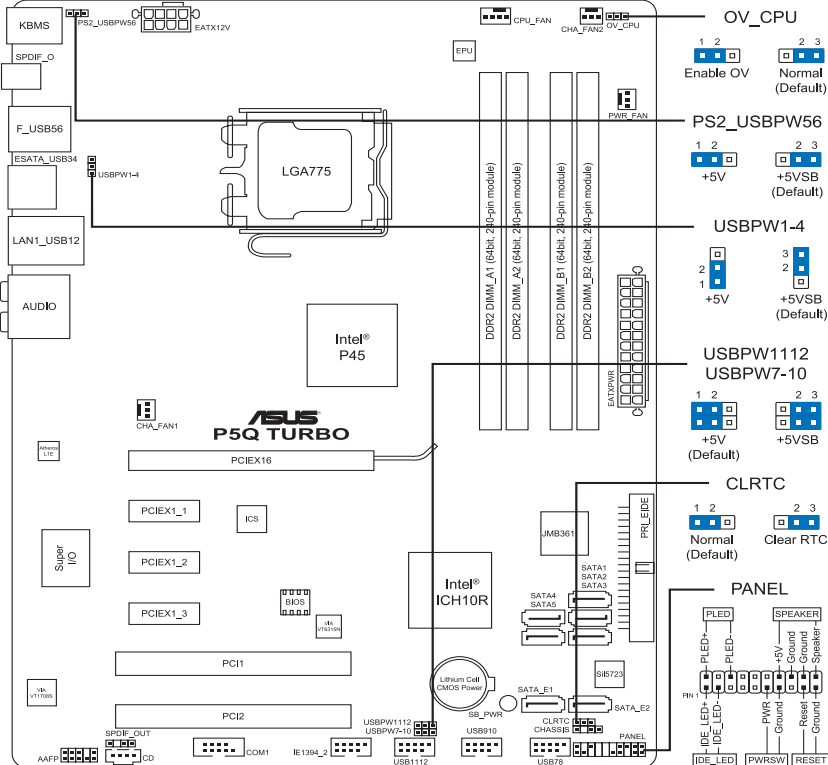 KBMS
PS2_USBPW56
EATX12V
CPU_FAN
CHA_FAN2
OV_CPU
SPDIF_O
EPU
PWR_FAN
F_USB56
ESATA_USB34
USBPW1-4
LGA775
LAN1_USB12
AUDIO
DDR2 DIMM_A1 (64bit, 240-pin module)
DDR2 DIMM_A2 (64bit, 240-pin module)
DDR2 DIMM_B1 (64bit, 240-pin module)
DDR2 DIMM_B2 (64bit, 240-pin module)
Intel®
P45
EATXPWR
CHA_FAN1
ASUS
P5Q TURBO
Atheros
L1E
PCIEX16
PCIEX1_1
ICS
JMB361
PRI_EIDE
Super
I/O
PCIEX1_2
Intel®
ICH10R
SATA1
SATA2
SATA3
SATA4
SATA5
BIOS
PCIEX1_3
VIA
VT6315N
PCI1
Lithium Cell
CMOS Power
Sil5723
VIA
VT1708S
PCI2
SATA_E1
SATA_E2
SB_PWR
USBPW1112
USBPW7-10
CLRTC
CHASSIS
PANEL
SPDIF_OUT
AAFP
CD
COM1
IE1394_2
USB1112
USB910
USB78
OV_CPU
1 2
2 3
Enable OV
Normal
(Default)
PS2_USBPW56
1 2
2 3
+5V
+5VSB
(Default)
USBPW1-4
3
2
2
1
+5V
+5VSB
(Default)
USBPW1112
USBPW7-10
1 2
2 3
+5V
(Default)
+5VSB
CLRTC
1 2
2 3
Normal
(Default)
Clear RTC
PANEL
PLED
SPEAKER
PLED+
PLED-
+5V
Ground
Ground
Speaker
PIN 1
IDE_LED+
IDE_LED-
PWR
Ground
Reset
Ground
IDE_LED
PWRSW
RESET